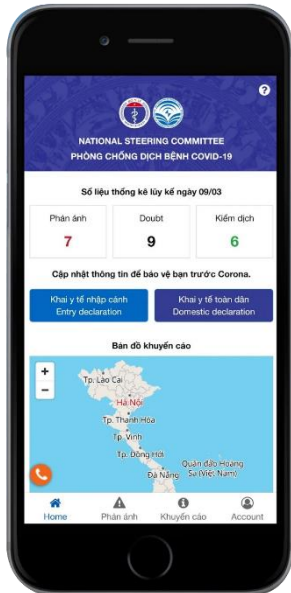 ?
NATIONAL STEERING COMMITTEE
PHÒNG CHỐNG DỊCH BỆNH COVID-19
Số liệu thống kê lũy kế ngày 09/03
Phản ánh
7
Doubt
9
Kiểm dịch
6
Cập nhật thông tin để bảo vệ bạn trước Corona.
Khai y tế nhập cảnh
Entry declaration
Khai y tế toàn dân
Domestic declaration
Bản đồ khuyến cáo
+
−
Tp. Lào Cai
Hà Nội
Tp. Thanh Hóa
Tp. Vinh
Tp. Đồng Hới
Đà Nẵng
Quần đảo Hoàng
Sa (Việt Nam)
Home
Phản ánh
Khuyến cáo
Account